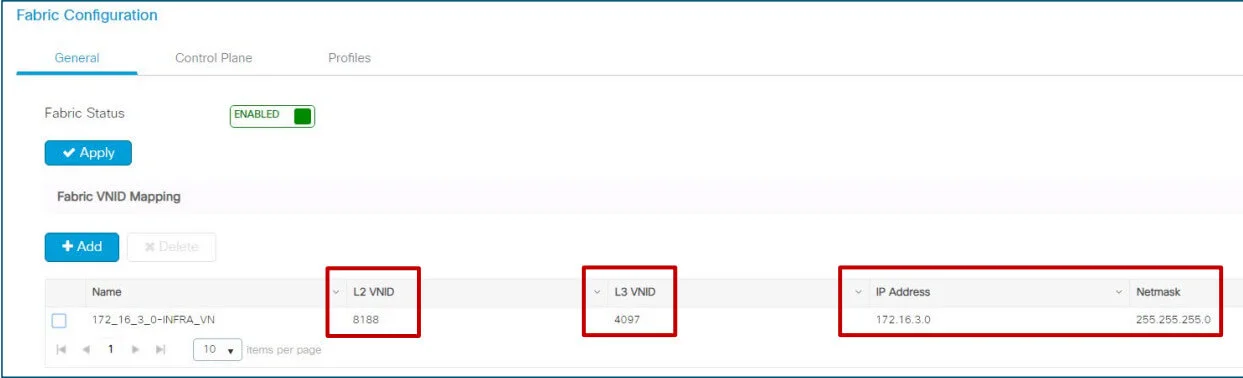 Fabric Configuration
General Control Plane Profiles
Fabric Status ENABLED
Apply
Fabric VNID Mapping
Add Delete
Name L2 VNID L3 VNID IP Address Netmask
172_16_3_0-INFRA_VN 8188 4097 172.16.3.0 255.255.255.0
1 10 items per page